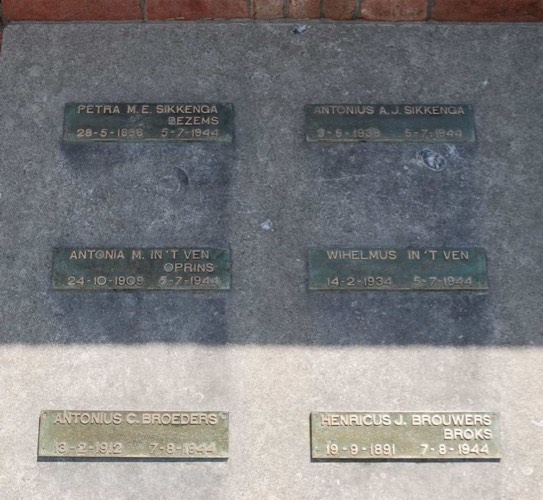 PETRA M.E. SIKKENGA
BEZEMS
28-5-1898 5-7-1944
ANTONIUS A.J. SIKKENGA
5-7-1944
ANTONIA M. IN 'T VEN
OPRINS
24-10-1909 5-7-1944
WIHELMUS IN 'T VEN
14-2-1934 5-7-1944
ANTONIUS C. BROEDERS
13-2-1912 7-8-1944
HENRICUS J. BROUWERS
BROKS
19-9-1891 7-8-1944